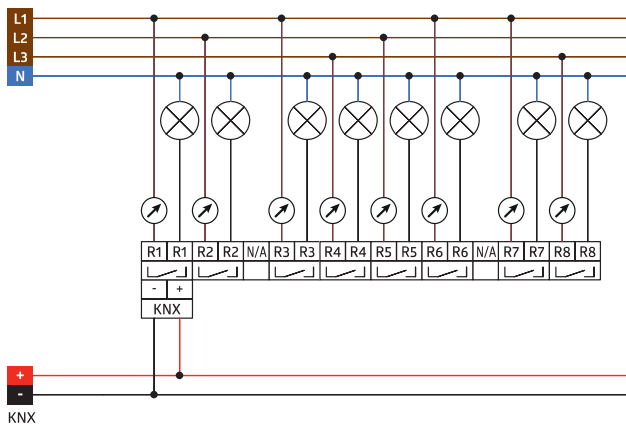 L1
L2
L3
N
R1 R1 R2 R2 N/A R3 R3 R4 R4 R5 R5 R6 R6 N/A R7 R7 R8 R8
- +
KNX
+
-
KNX